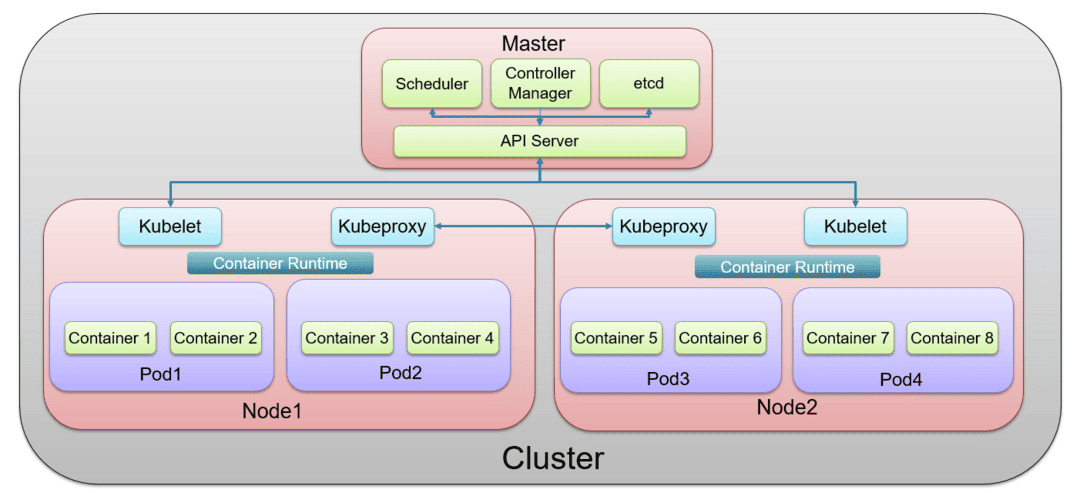 Master
Scheduler
Controller
Manager
etcd
API Server
Kubelet
Kubeproxy
Kubeproxy
Kubelet
Container Runtime
Container Runtime
Container 1
Container 2
Container 3
Container 4
Container 5
Container 6
Container 7
Container 8
Pod1
Pod2
Pod3
Pod4
Node1
Node2
Cluster